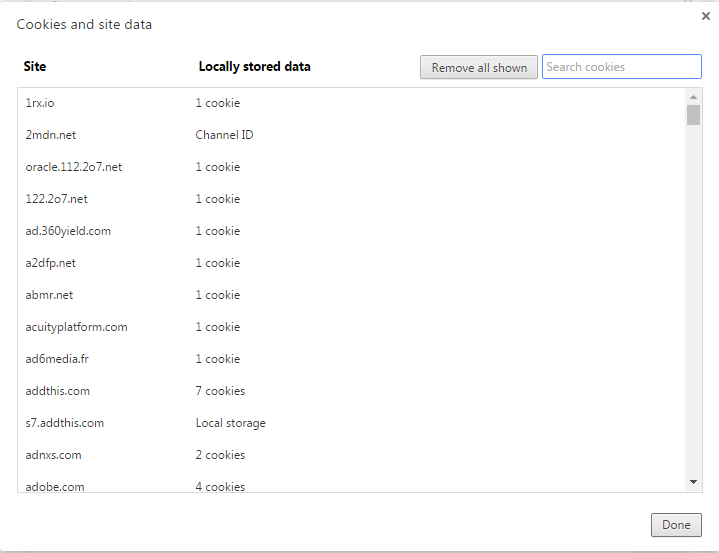 Cookies and site data
Site Locally stored data Remove all shown Search cookies
1rx.io 1 cookie
2mdn.net Channel ID
oracle.112.2o7.net 1 cookie
122.2o7.net 1 cookie
ad.360yield.com 1 cookie
a2dfp.net 1 cookie
abmr.net 1 cookie
acuityplatform.com 1 cookie
ad6media.fr 1 cookie
addthis.com 7 cookies
s7.addthis.com Local storage
adnxs.com 2 cookies
adobe.com 4 cookies
Done